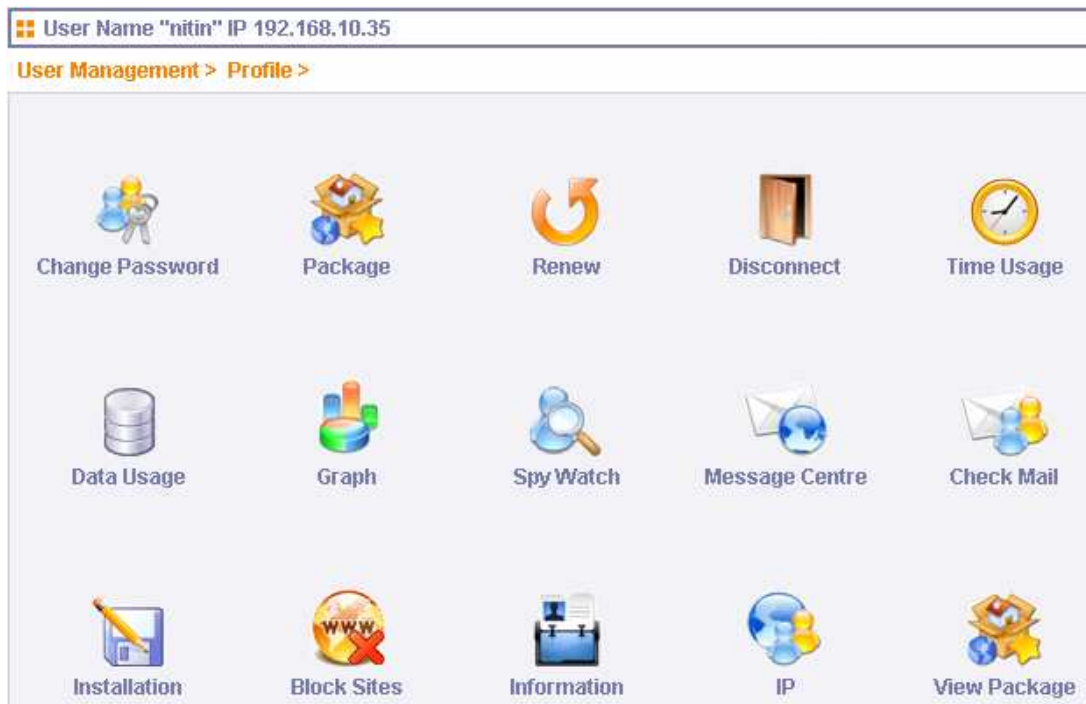 User Name "nitin" IP 192.168.10.35
User Management > Profile >
Change Password Package Renew Disconnect Time Usage
Data Usage Graph Spy Watch Message Centre Check Mail
www
Installation Block Sites Information IP View Package